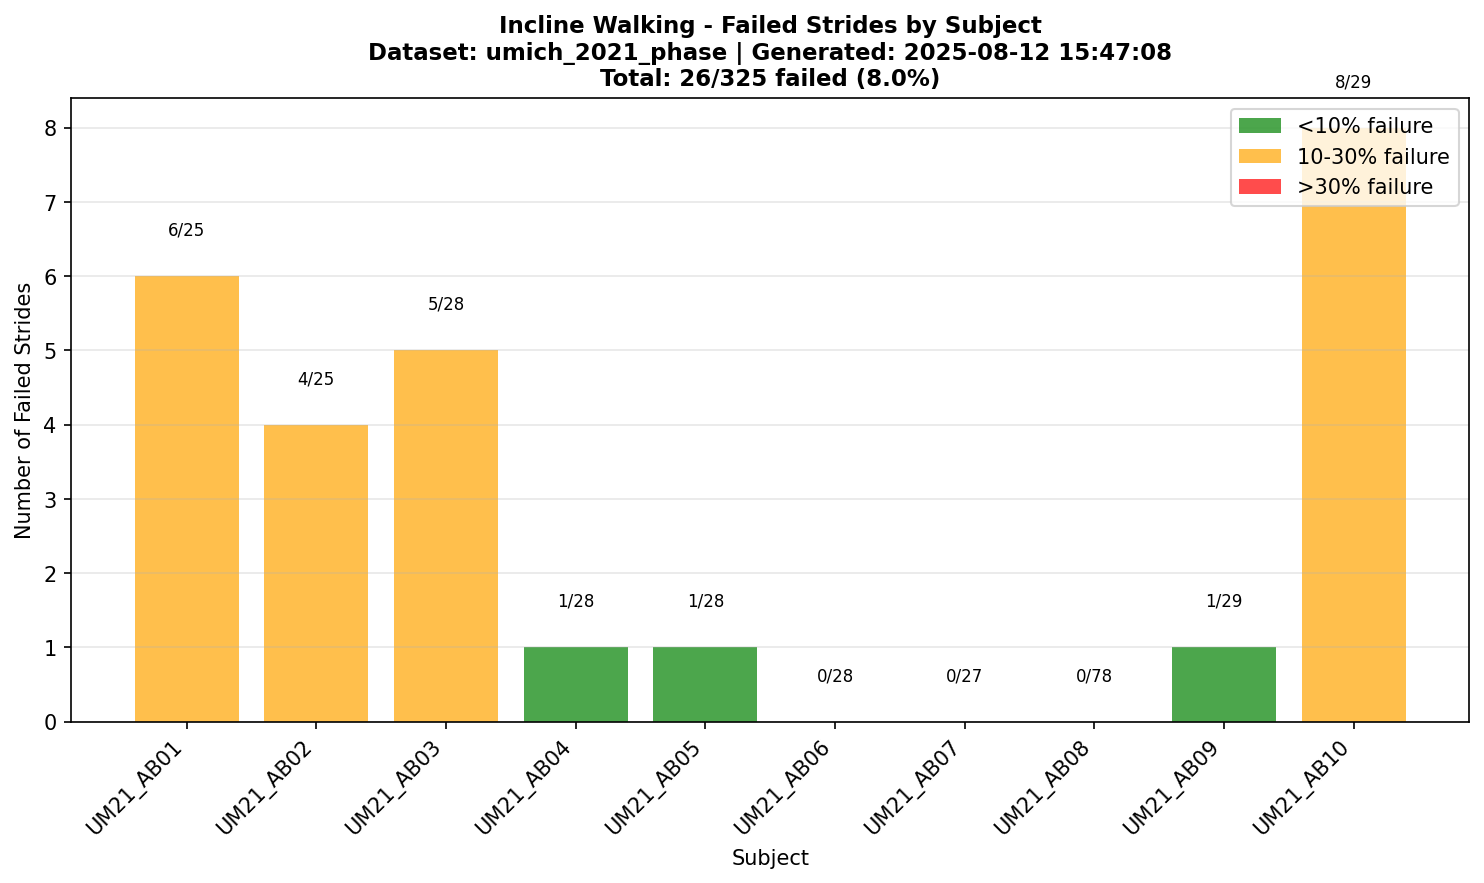 Incline Walking - Failed Strides by Subject
Dataset: umich_2021_phase | Generated: 2025-08-12 15:47:08
Total: 26/325 failed (8.0%)
8/29
<10% failure
10-30% failure
>30% failure
6/25
4/25
5/28
1/28
1/28
0/28
0/27
0/78
1/29
Number of Failed Strides
8
7
6
5
4
3
2
1
0
UM21_AB01
UM21_AB02
UM21_AB03
UM21_AB04
UM21_AB05
UM21_AB06
UM21_AB07
UM21_AB08
UM21_AB09
UM21_AB10
Subject